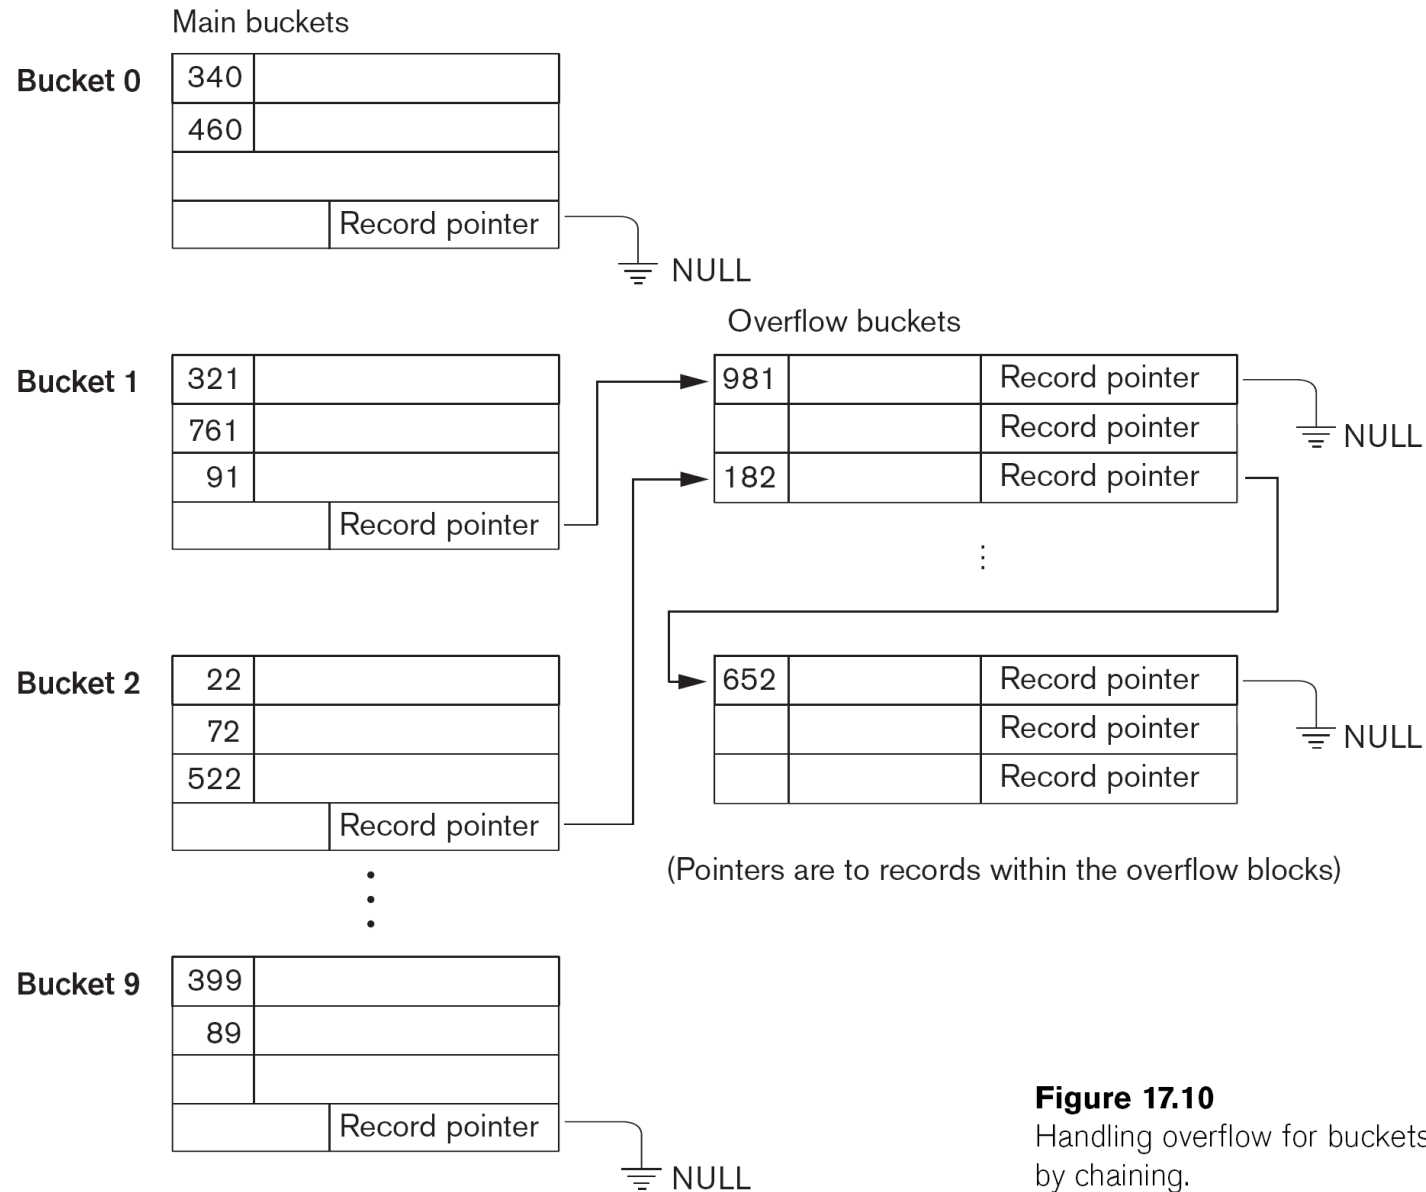 Main buckets
Bucket 0
340
460
Record pointer
NULL
Overflow buckets
Bucket 1
321
761
91
Record pointer
981 Record pointer
Record pointer
182 Record pointer
NULL
Bucket 2
22
72
522
Record pointer
652 Record pointer
Record pointer
Record pointer
NULL
(Pointers are to records within the overflow blocks)
Bucket 9
399
89
Record pointer
NULL
Figure 17.10
Handling overflow for buckets
by chaining.